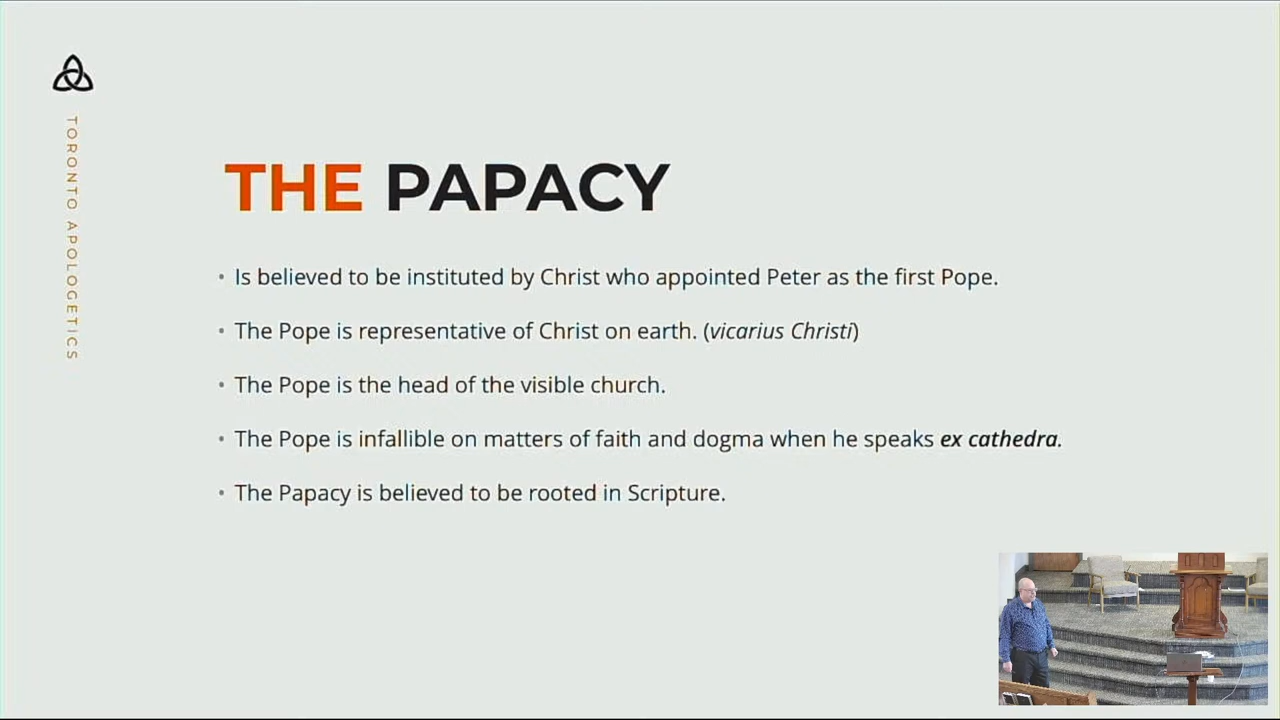 TORONTO APOLOGETICS
THE PAPACY
• Is believed to be instituted by Christ who appointed Peter as the first Pope.
• The Pope is representative of Christ on earth. (vicarius Christi)
• The Pope is the head of the visible church.
• The Pope is infallible on matters of faith and dogma when he speaks ex cathedra.
• The Papacy is believed to be rooted in Scripture.